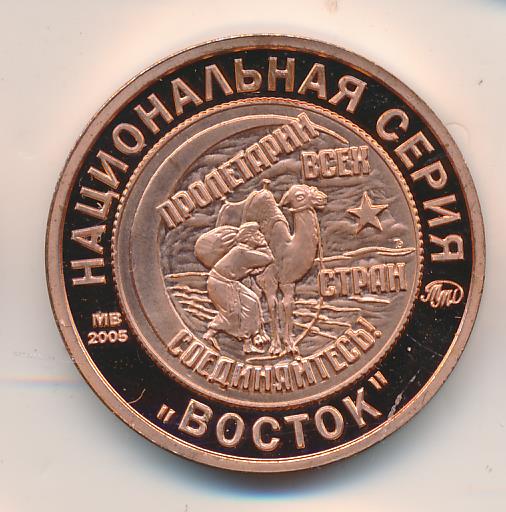 НАЦИОНАЛЬНАЯ СЕРИЯ
ПРОЛЕТАРИИ
ВСЕХ
СТРАН
СОЕДИНЯЙТЕСЬ!
МВ
2005
„ВОСТОК"